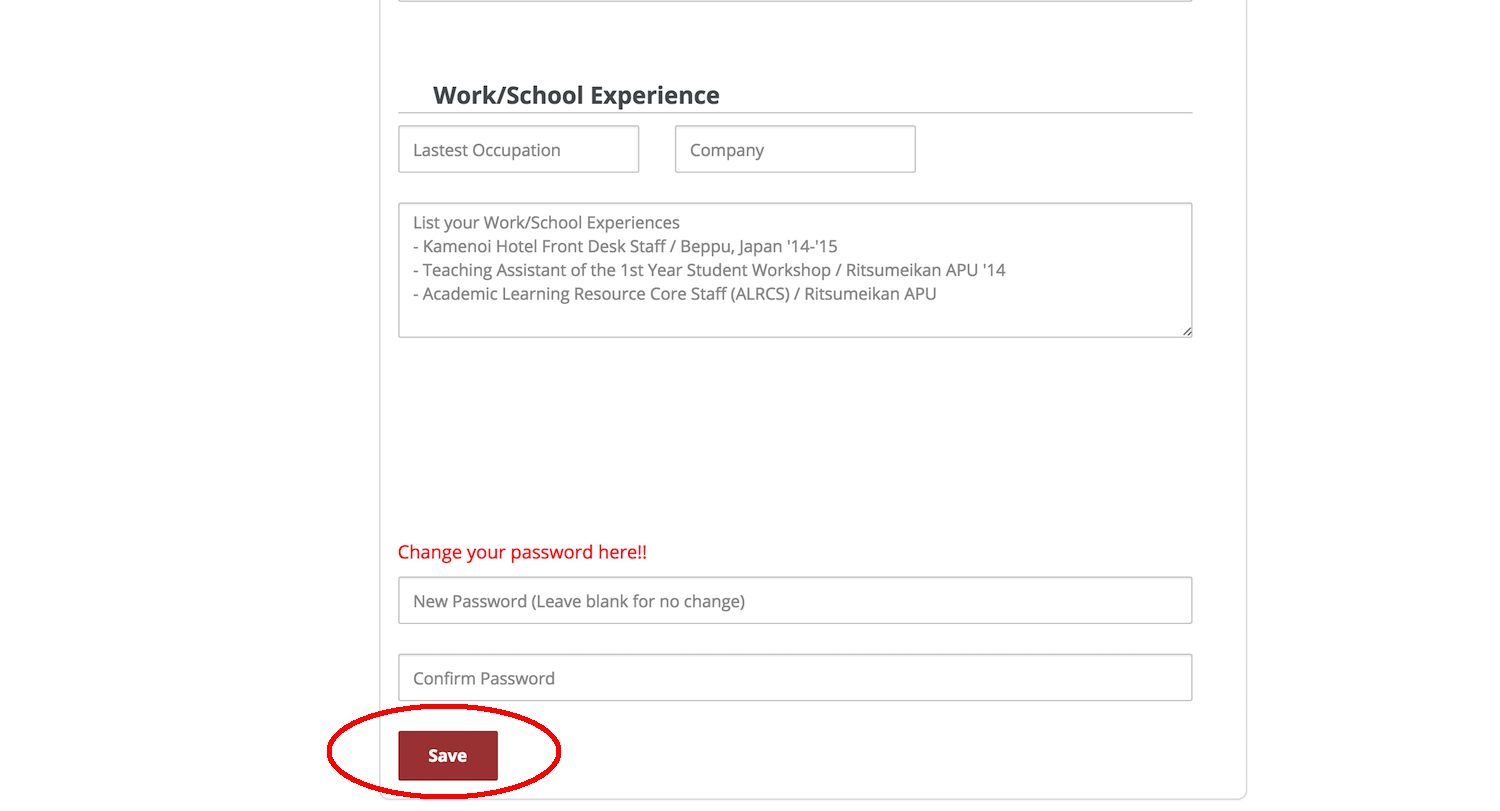 Work/School Experience
Lastest Occupation
Company
List your Work/School Experiences
- Kamenoi Hotel Front Desk Staff / Beppu, Japan '14-'15
- Teaching Assistant of the 1st Year Student Workshop / Ritsumeikan APU '14
- Academic Learning Resource Core Staff (ALRCS) / Ritsumeikan APU
Change your password here!!
New Password (Leave blank for no change)
Confirm Password
Save